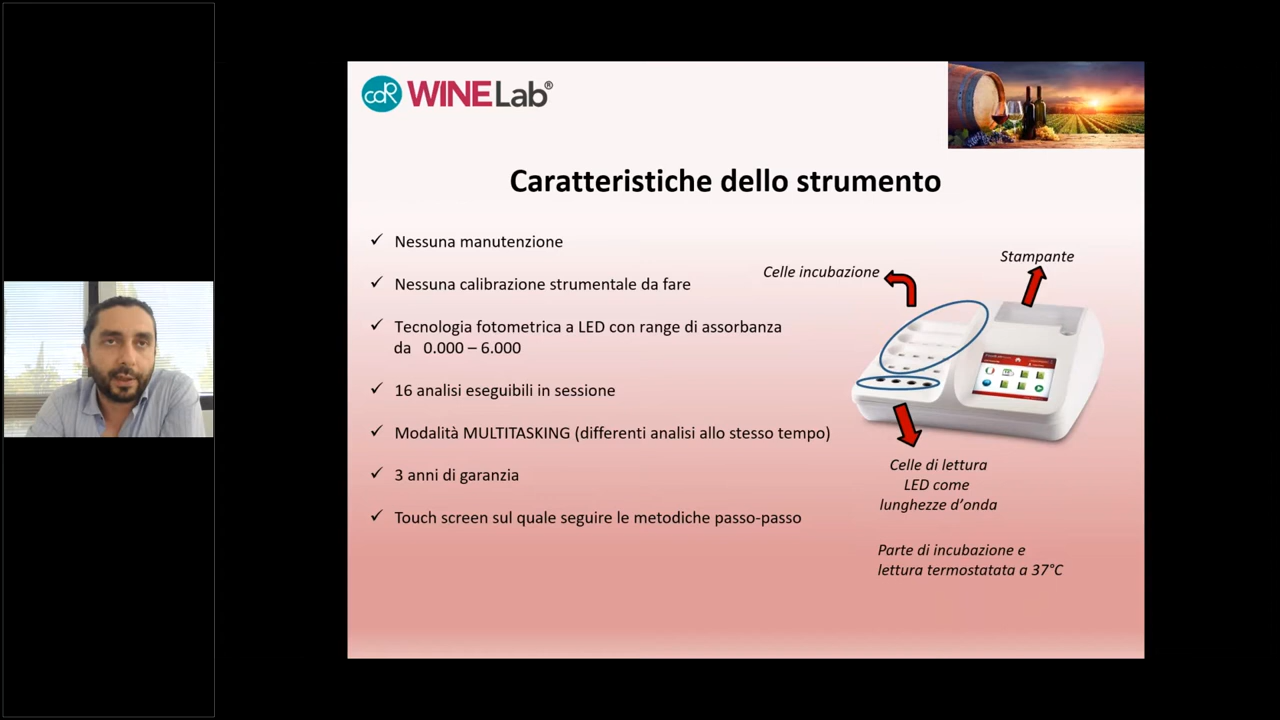 cdR WINELab®
Caratteristiche dello strumento
✓ Nessuna manutenzione
✓ Nessuna calibrazione strumentale da fare
✓ Tecnologia fotometrica a LED con range di assorbanza
da 0.000 – 6.000
✓ 16 analisi eseguibili in sessione
✓ Modalità MULTITASKING (differenti analisi allo stesso tempo)
✓ 3 anni di garanzia
✓ Touch screen sul quale seguire le metodiche passo-passo
Celle incubazione
Stampante
Celle di lettura
LED come
lunghezze d’onda
Parte di incubazione e
lettura termostatata a 37°C